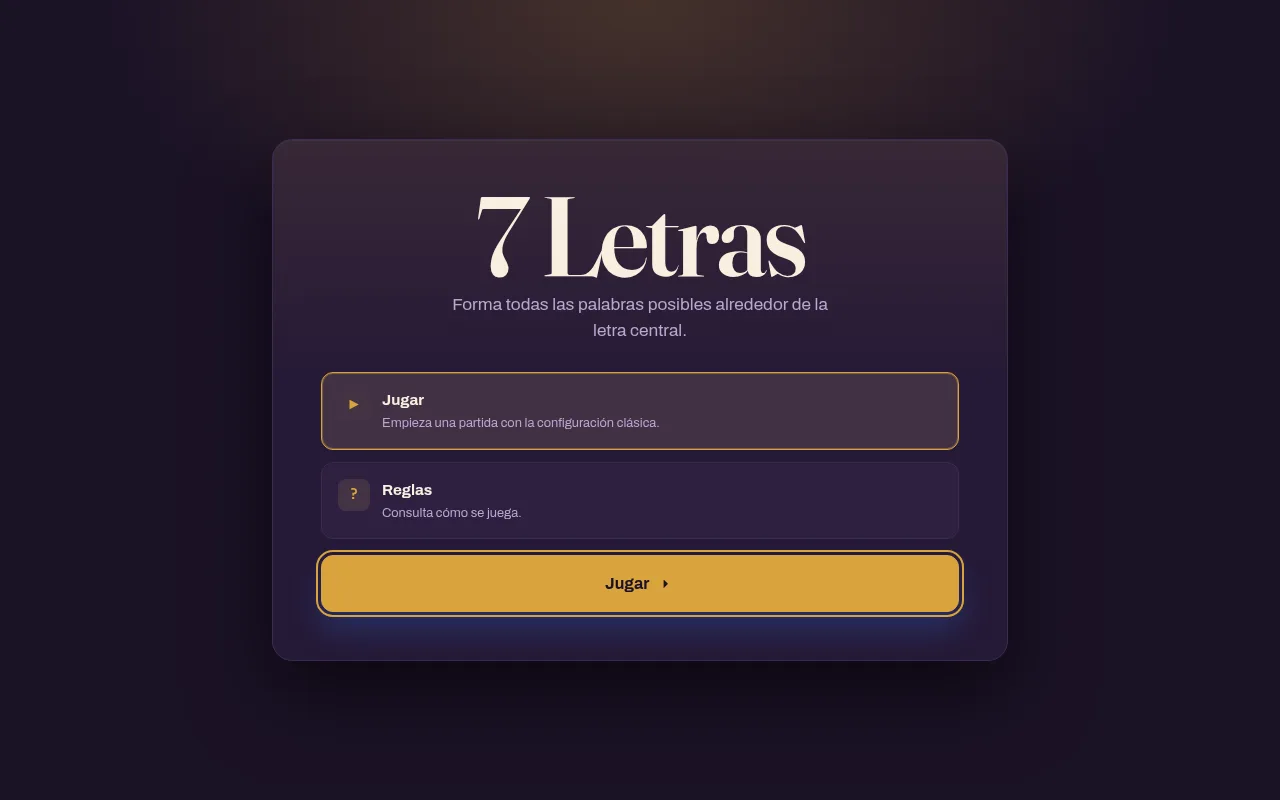 7 Letras
Forma todas las palabras posibles alrededor de la
letra central.
Jugar
Empieza una partida con la configuración clásica.
?
Reglas
Consulta cómo se juega.
Jugar